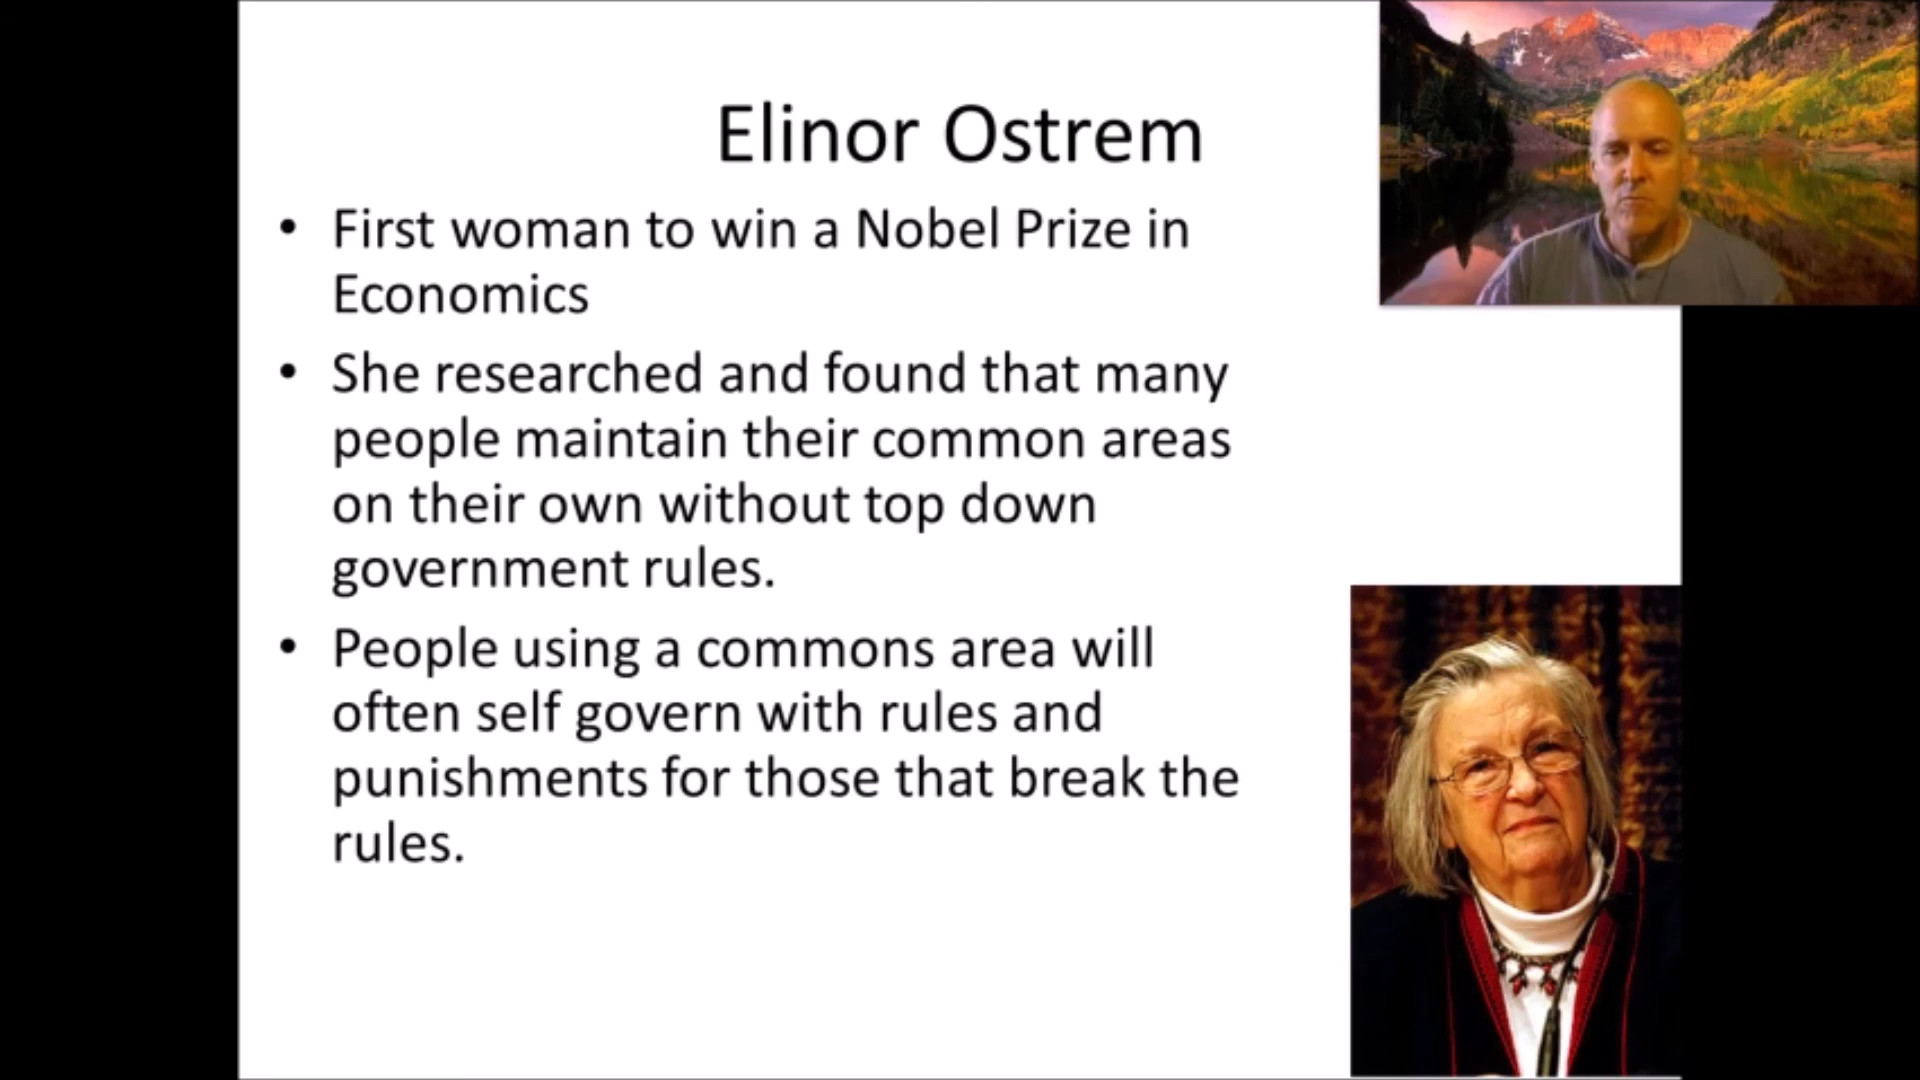 Elinor Ostrem
• First woman to win a Nobel Prize in
Economics
• She researched and found that many
people maintain their common areas
on their own without top down
government rules.
• People using a commons area will
often self govern with rules and
punishments for those that break the
rules.